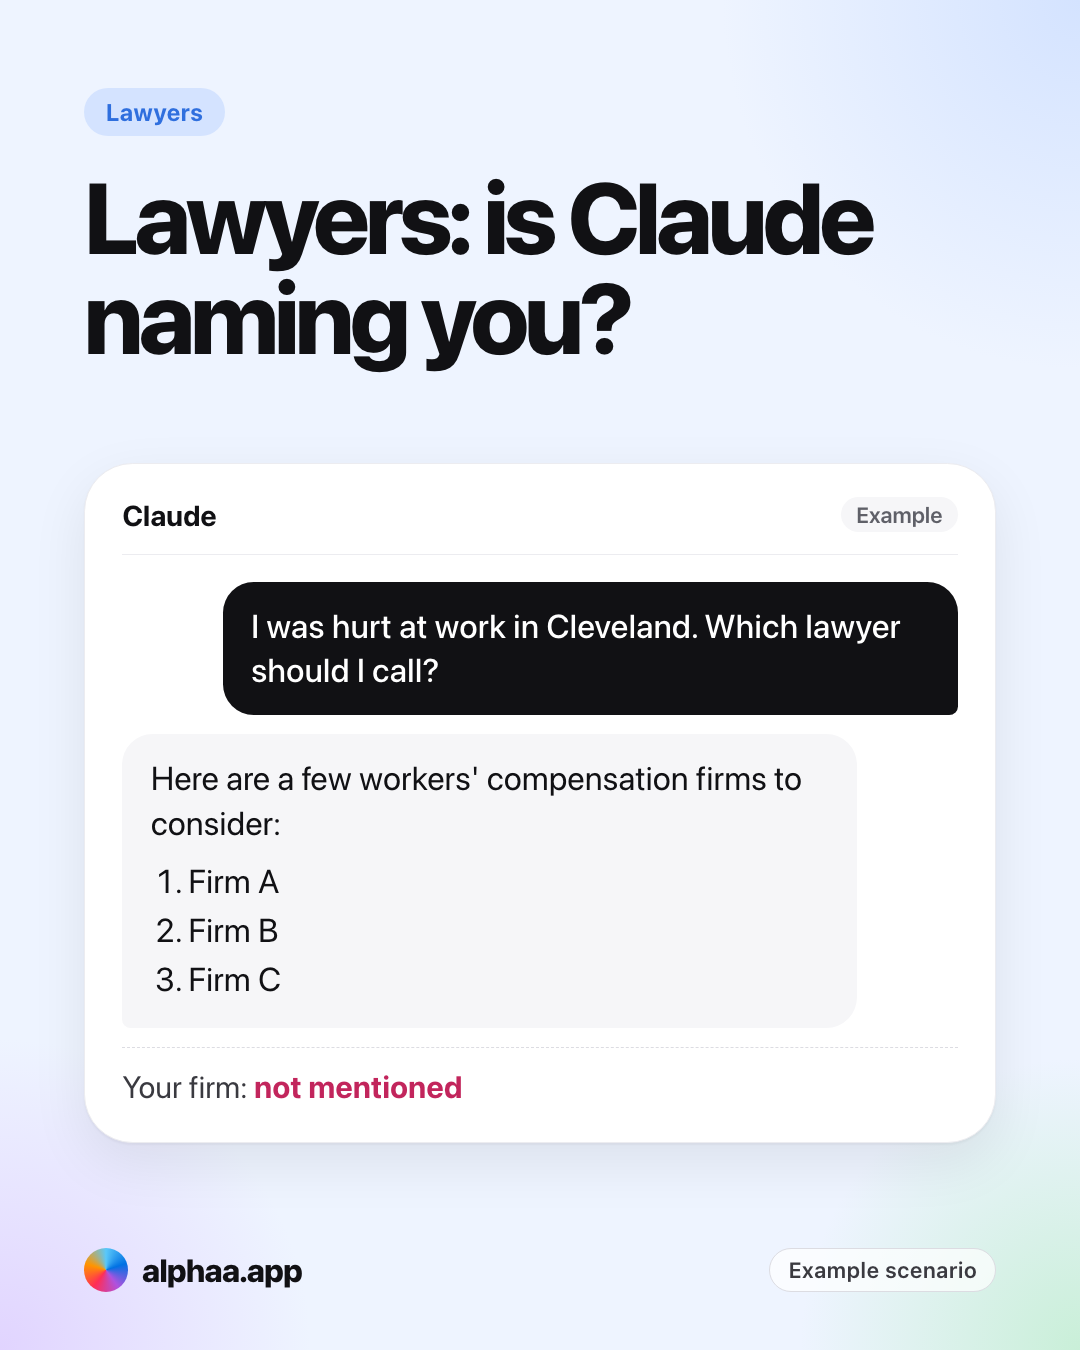 Lawyers
Lawyers: is Claude
naming you?
Claude
Example
I was hurt at work in Cleveland. Which lawyer
should I call?
Here are a few workers' compensation firms to
consider:
1. Firm A
2. Firm B
3. Firm C
Your firm: not mentioned
alphaa.app
Example scenario